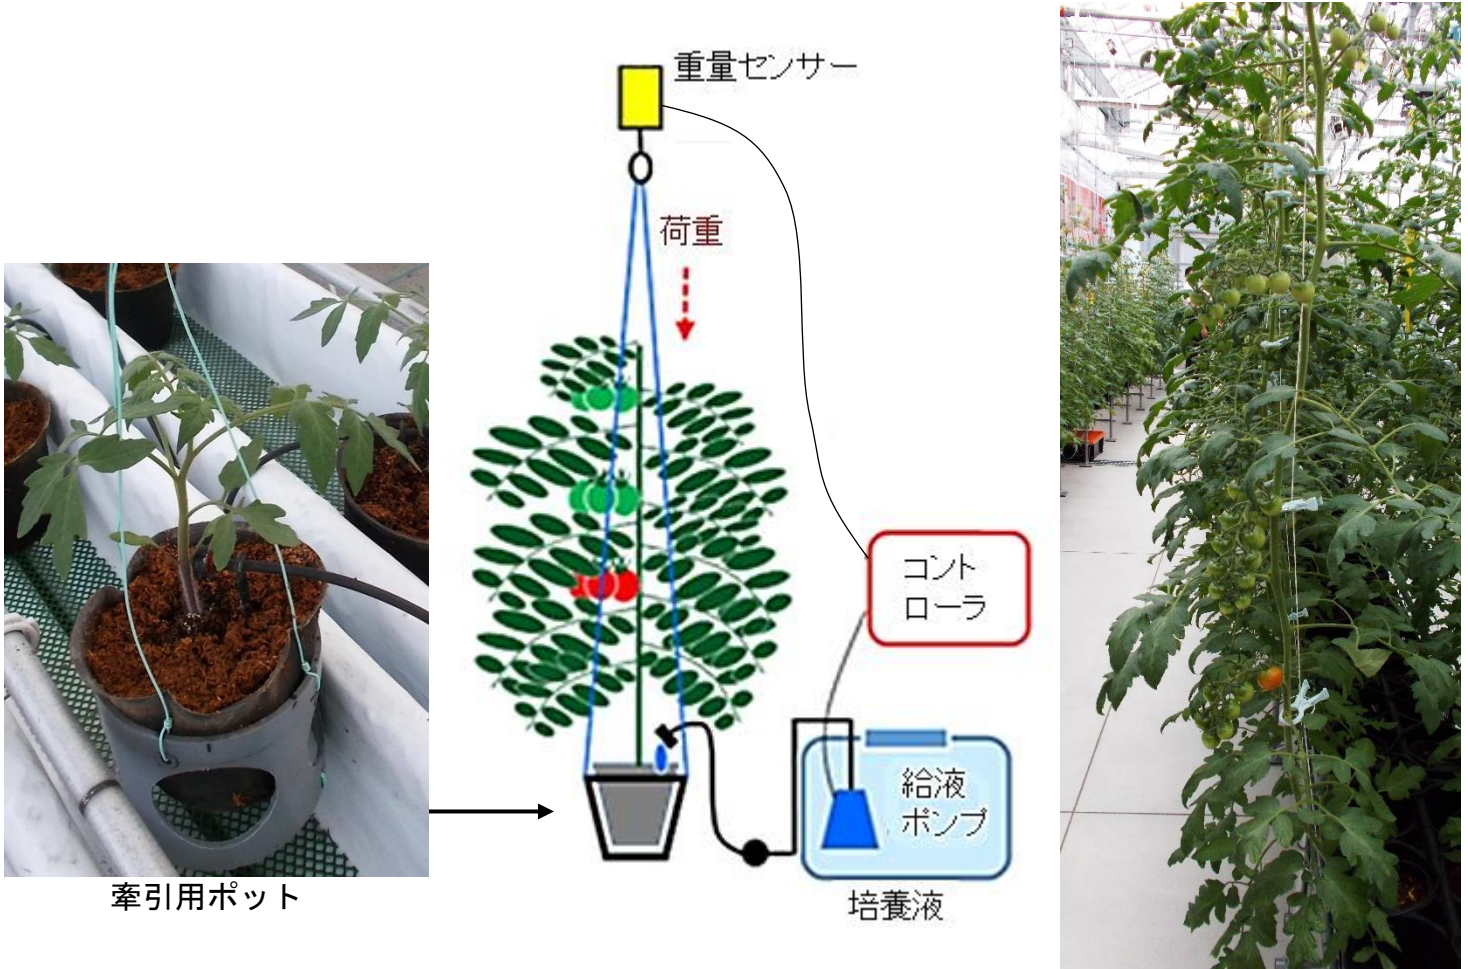 重量センサー
荷重
コント
ローラ
給液
ポンプ
培養液
牽引用ポット